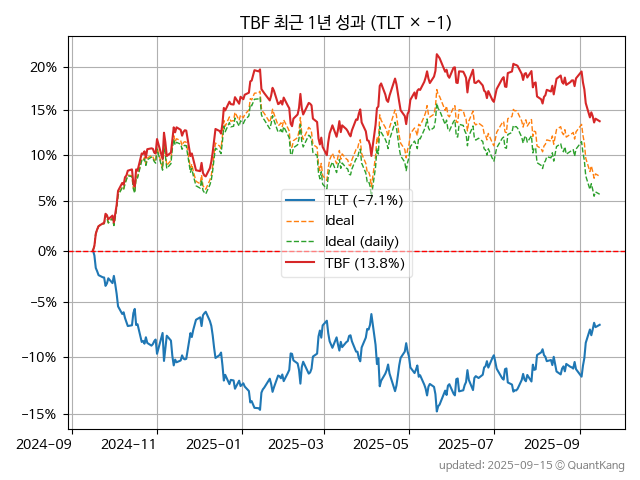 TBF 최근 1년 성과 (TLT × −1)
20%
15%
10%
5%
0%
−5%
−10%
−15%
TLT (−7.1%)
Ideal
Ideal (daily)
TBF (13.8%)
2024-09
2024-11
2025-01
2025-03
2025-05
2025-07
2025-09
updated: 2025-09-15 © QuantKang